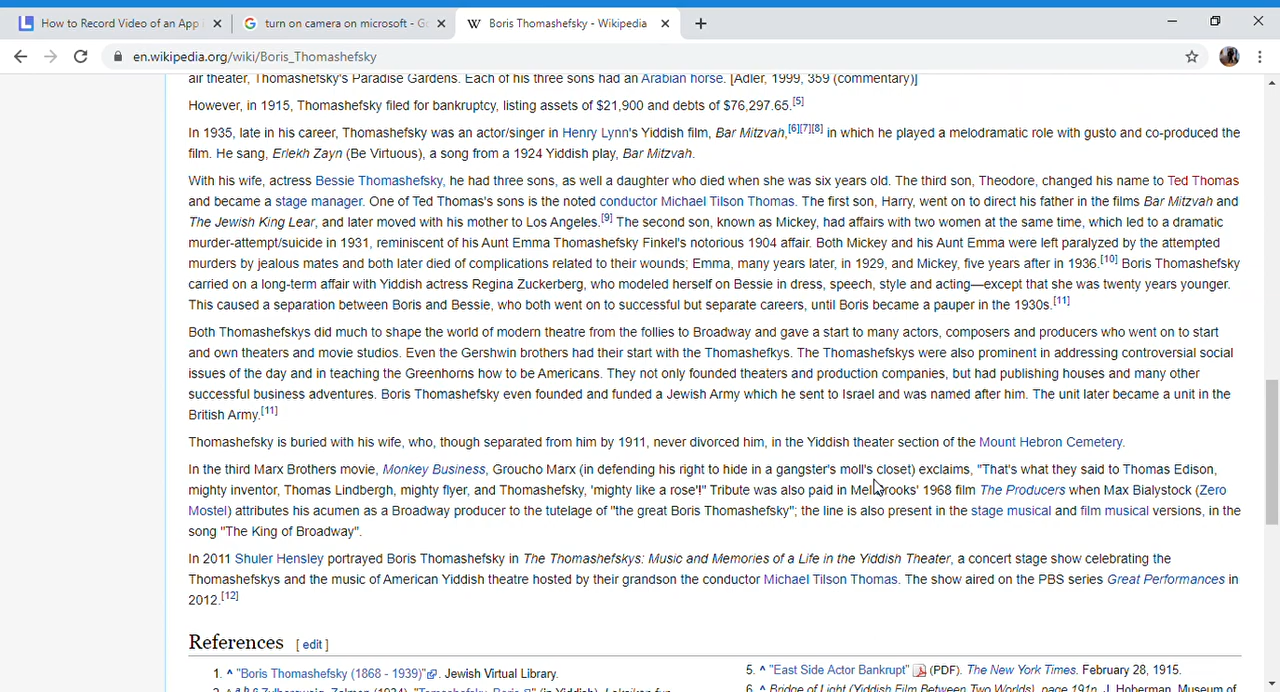 How to Record Video of an App
turn on camera on microsoft - Go
Boris Thomashefsky - Wikipedia
en.wikipedia.org/wiki/Boris_Thomashefsky
air theater, Thomashefsky's Paradise Gardens. Each of his three sons had an Arabian horse. [Adler, 1999, 359 (commentary)]
However, in 1915, Thomashefsky filed for bankruptcy, listing assets of $21,900 and debts of $76,297.65.[5]
In 1935, late in his career, Thomashefsky was an actor/singer in Henry Lynn's Yiddish film, Bar Mitzvah,[6][7][8] in which he played a melodramatic role with gusto and co-produced the
film. He sang, Erlekh Zayn (Be Virtuous), a song from a 1924 Yiddish play, Bar Mitzvah.
With his wife, actress Bessie Thomashefsky, he had three sons, as well a daughter who died when she was six years old. The third son, Theodore, changed his name to Ted Thomas
and became a stage manager. One of Ted Thomas's sons is the noted conductor Michael Tilson Thomas. The first son, Harry, went on to direct his father in the films Bar Mitzvah and
The Jewish King Lear, and later moved with his mother to Los Angeles.[9] The second son, known as Mickey, had affairs with two women at the same time, which led to a dramatic
murder-attempt/suicide in 1931, reminiscent of his Aunt Emma Thomashefsky Finkel's notorious 1904 affair. Both Mickey and his Aunt Emma were left paralyzed by the attempted
murders by jealous mates and both later died of complications related to their wounds; Emma, many years later, in 1929, and Mickey, five years after in 1936.[10] Boris Thomashefsky
carried on a long-term affair with Yiddish actress Regina Zuckerberg, who modeled herself on Bessie in dress, speech, style and acting—except that she was twenty years younger.
This caused a separation between Boris and Bessie, who both went on to successful but separate careers, until Boris became a pauper in the 1930s.[11]
Both Thomashefskys did much to shape the world of modern theatre from the follies to Broadway and gave a start to many actors, composers and producers who went on to start
and own theaters and movie studios. Even the Gershwin brothers had their start with the Thomashefkys. The Thomashefskys were also prominent in addressing controversial social
issues of the day and in teaching the Greenhorns how to be Americans. They not only founded theaters and production companies, but had publishing houses and many other
successful business adventures. Boris Thomashefsky even founded and funded a Jewish Army which he sent to Israel and was named after him. The unit later became a unit in the
British Army.[11]
Thomashefsky is buried with his wife, who, though separated from him by 1911, never divorced him, in the Yiddish theater section of the Mount Hebron Cemetery.
In the third Marx Brothers movie, Monkey Business, Groucho Marx (in defending his right to hide in a gangster's moll's closet) exclaims, "That's what they said to Thomas Edison,
mighty inventor, Thomas Lindbergh, mighty flyer, and Thomashefsky, 'mighty like a rose'!" Tribute was also paid in Mel Brooks' 1968 film The Producers when Max Bialystock (Zero
Mostel) attributes his acumen as a Broadway producer to the tutelage of "the great Boris Thomashefsky"; the line is also present in the stage musical and film musical versions, in the
song "The King of Broadway".
In 2011 Shuler Hensley portrayed Boris Thomashefsky in The Thomashefskys: Music and Memories of a Life in the Yiddish Theater, a concert stage show celebrating the
Thomashefskys and the music of American Yiddish theatre hosted by their grandson the conductor Michael Tilson Thomas. The show aired on the PBS series Great Performances in
2012.[12]
References [ edit ]
1. ^ "Boris Thomashefsky (1868 - 1939)". Jewish Virtual Library.
5. ^ "East Side Actor Bankrupt" (PDF). The New York Times. February 28, 1915.
6. ^ Bridge of Light (Yiddish Film Between Two Worlds), J. Hoberman, Museum of